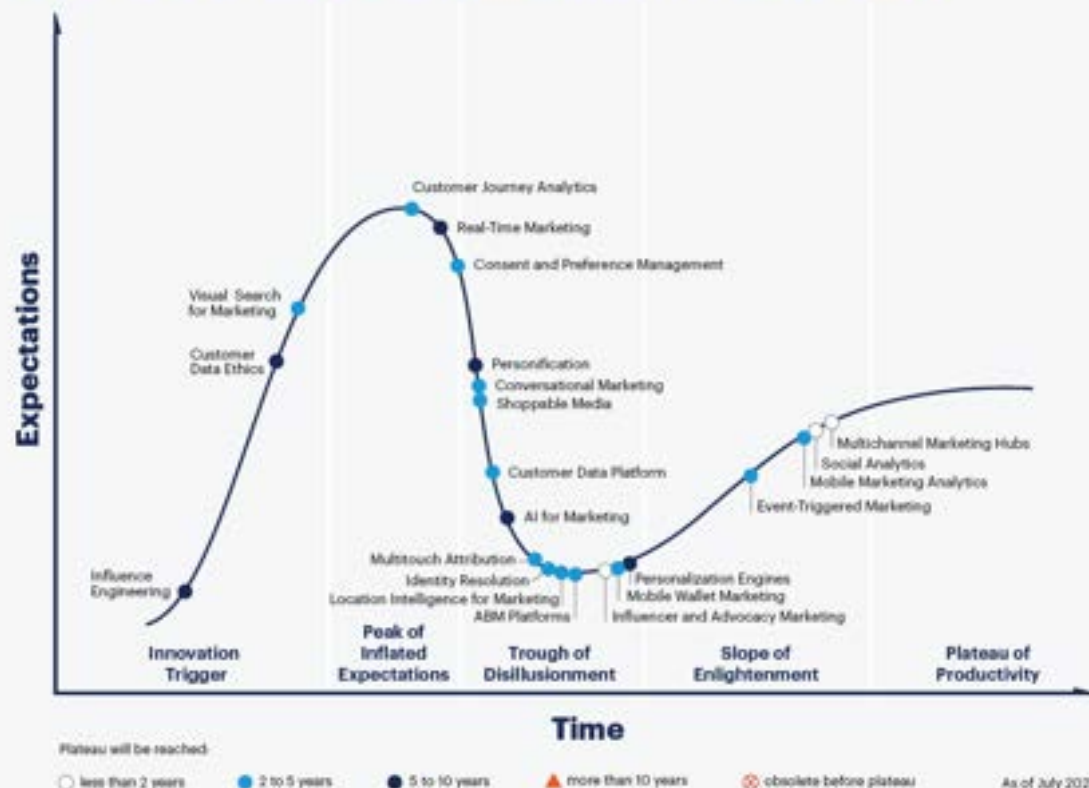 Customer Journey Analytics
Real-Time Marketing
Consent and Preference Management
Visual Search
for Marketing
Customer
Data Ethics
Personification
Conversational Marketing
Shoppable Media
Customer Data Platform
AI for Marketing
Multichannel Marketing Hubs
Social Analytics
Mobile Marketing Analytics
Event-Triggered Marketing
Multitouch Attribution
Identity Resolution
Location Intelligence for Marketing
ABM Platforms
Personalization Engines
Mobile Wallet Marketing
Influencer and Advocacy Marketing
Influence
Engineering
Expectations
Innovation
Trigger
Peak of
Inflated
Expectations
Trough of
Disillusionment
Slope of
Enlightenment
Plateau of
Productivity
Time
Plateau will be reached:
less than 2 years
2 to 5 years
5 to 10 years
more than 10 years
obsolete before plateau
As of July